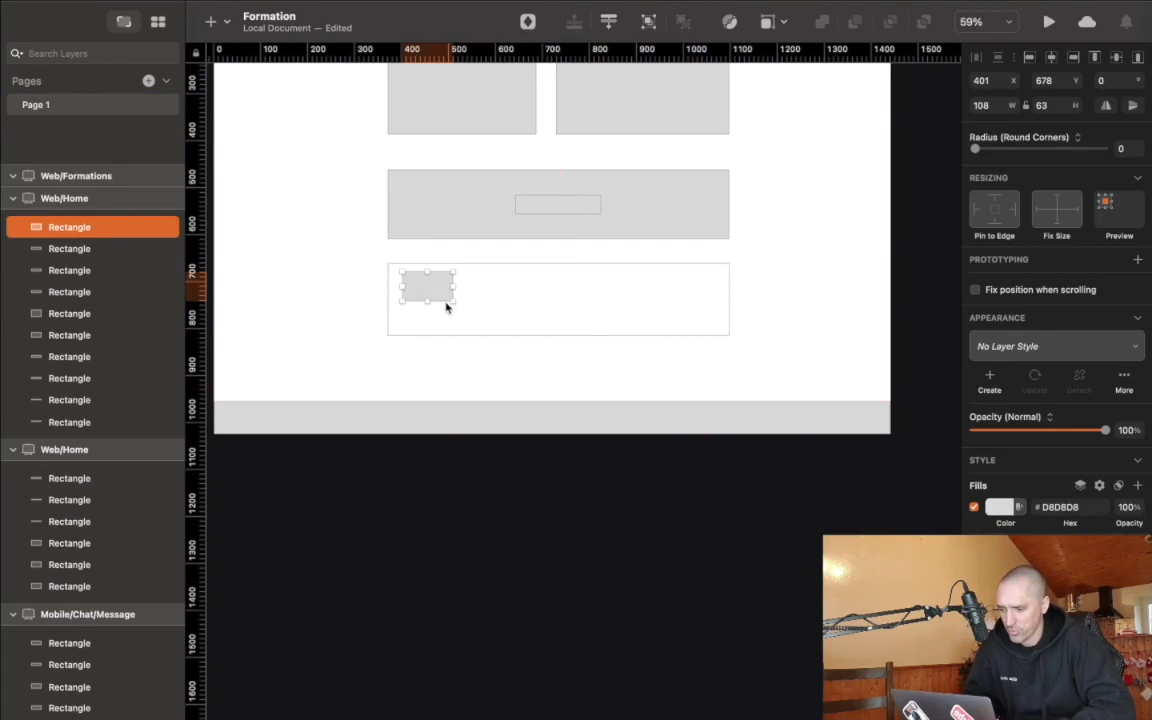 Formation
Local Document — Edited
59%
Search Layers
Pages
Page 1
Web/Formations
Web/Home
Rectangle
Rectangle
Rectangle
Rectangle
Rectangle
Rectangle
Rectangle
Rectangle
Rectangle
Rectangle
Web/Home
Rectangle
Rectangle
Rectangle
Rectangle
Rectangle
Rectangle
Mobile/Chat/Message
Rectangle
Rectangle
Rectangle
Rectangle
0 100 200 300 400 500 600 700 800 900 1000 1100 1200 1300 1400 1500
300
400
500
600
700
800
900
1000
1100
1200
1300
1400
1500
1600
401 X 678 Y 0 °
108 W 63 H
Radius (Round Corners)
0
RESIZING
Pin to Edge Fix Size Preview
PROTOTYPING
Fix position when scrolling
APPEARANCE
No Layer Style
Create Update Detach More
Opacity (Normal)
100%
STYLE
Fills
# D8D8D8 100%
Color Hex Opacity